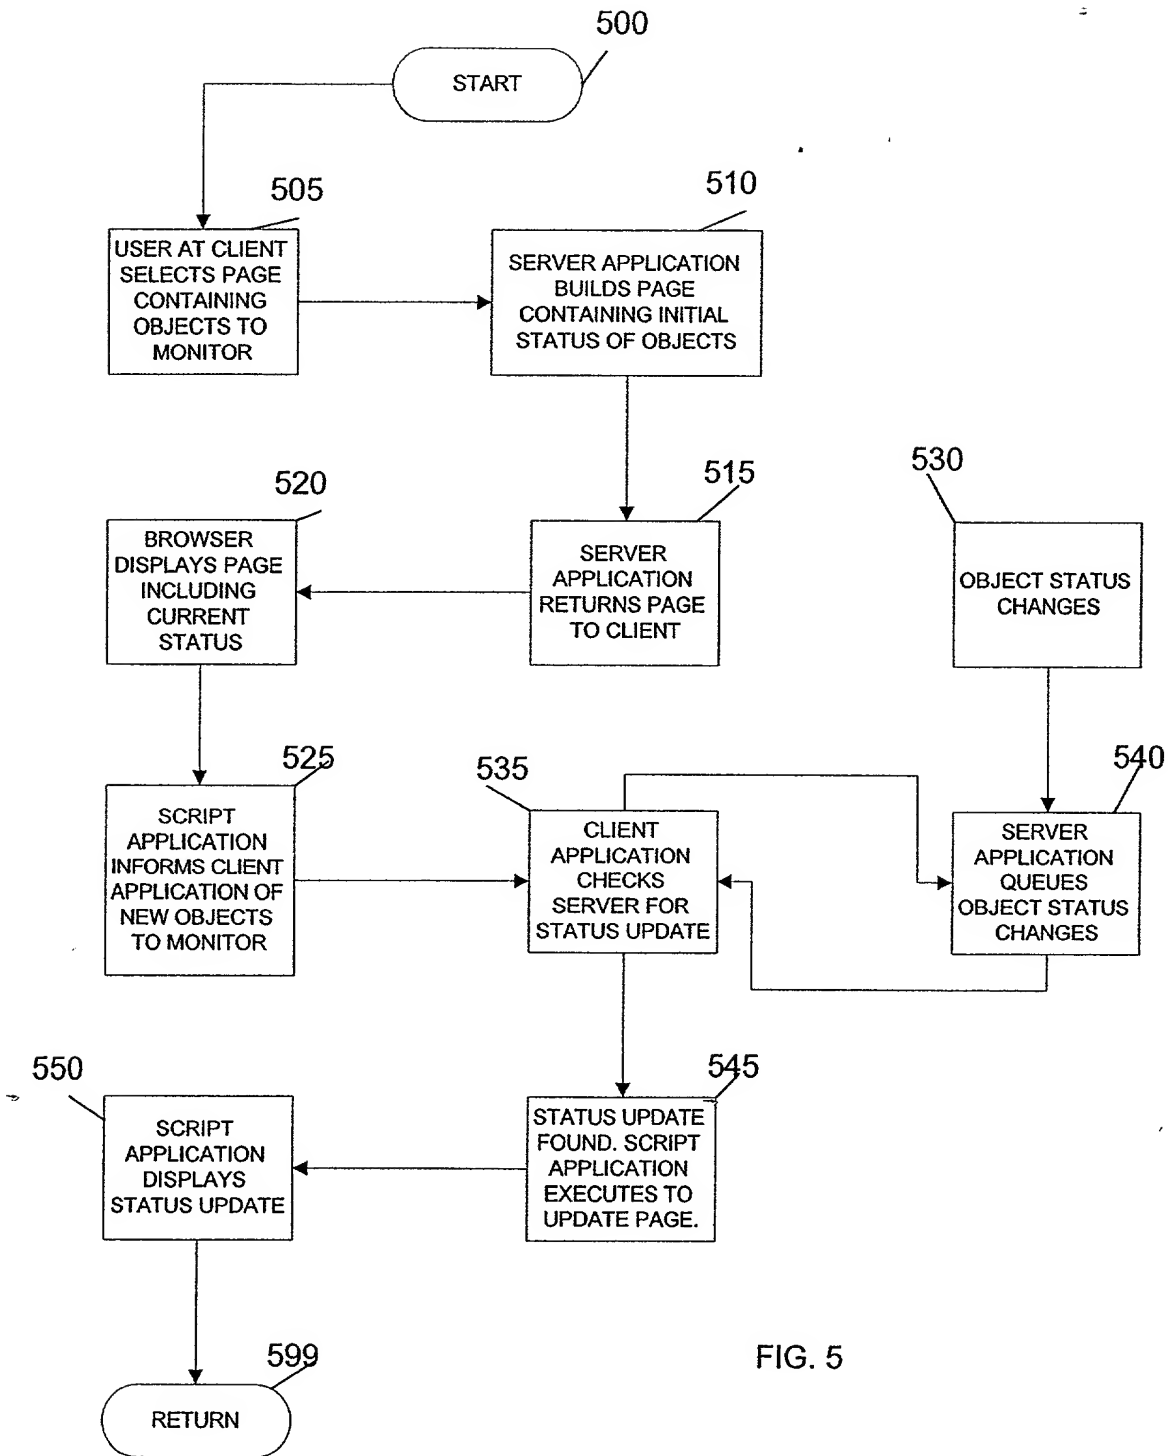 500
START
505
USER AT CLIENT
SELECTS PAGE
CONTAINING
OBJECTS TO
MONITOR
510
SERVER APPLICATION
BUILDS PAGE
CONTAINING INITIAL
STATUS OF OBJECTS
520
BROWSER
DISPLAYS PAGE
INCLUDING
CURRENT
STATUS
515
SERVER
APPLICATION
RETURNS PAGE
TO CLIENT
530
OBJECT STATUS
CHANGES
525
SCRIPT
APPLICATION
INFORMS CLIENT
APPLICATION OF
NEW OBJECTS
TO MONITOR
535
CLIENT
APPLICATION
CHECKS
SERVER FOR
STATUS UPDATE
540
SERVER
APPLICATION
QUEUES
OBJECT STATUS
CHANGES
550
SCRIPT
APPLICATION
DISPLAYS
STATUS UPDATE
545
STATUS UPDATE
FOUND. SCRIPT
APPLICATION
EXECUTES TO
UPDATE PAGE.
599
RETURN
FIG. 5